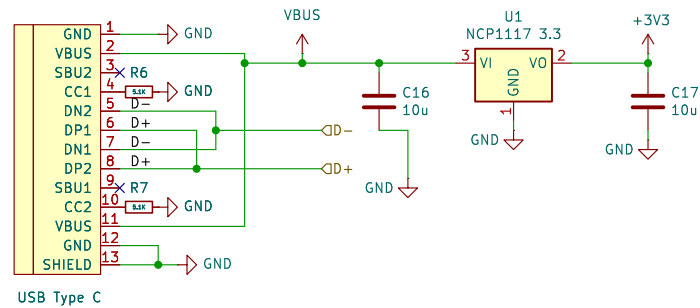 VBUS
U1
NCP1117 3.3
+3V3
GND 1 GND
VBUS 2
SBU2 3 R6
CC1 4 5.1K GND
DN2 5 D-
DP1 6 D+
DN1 7 D-
DP2 8 D+
SBU1 9 R7
CC2 10 5.1K GND
VBUS 11
GND 12
SHIELD 13 GND
D-
D+
C16
10u
GND
3 VI VO 2
GND
1
GND
C17
10u
GND
USB Type C